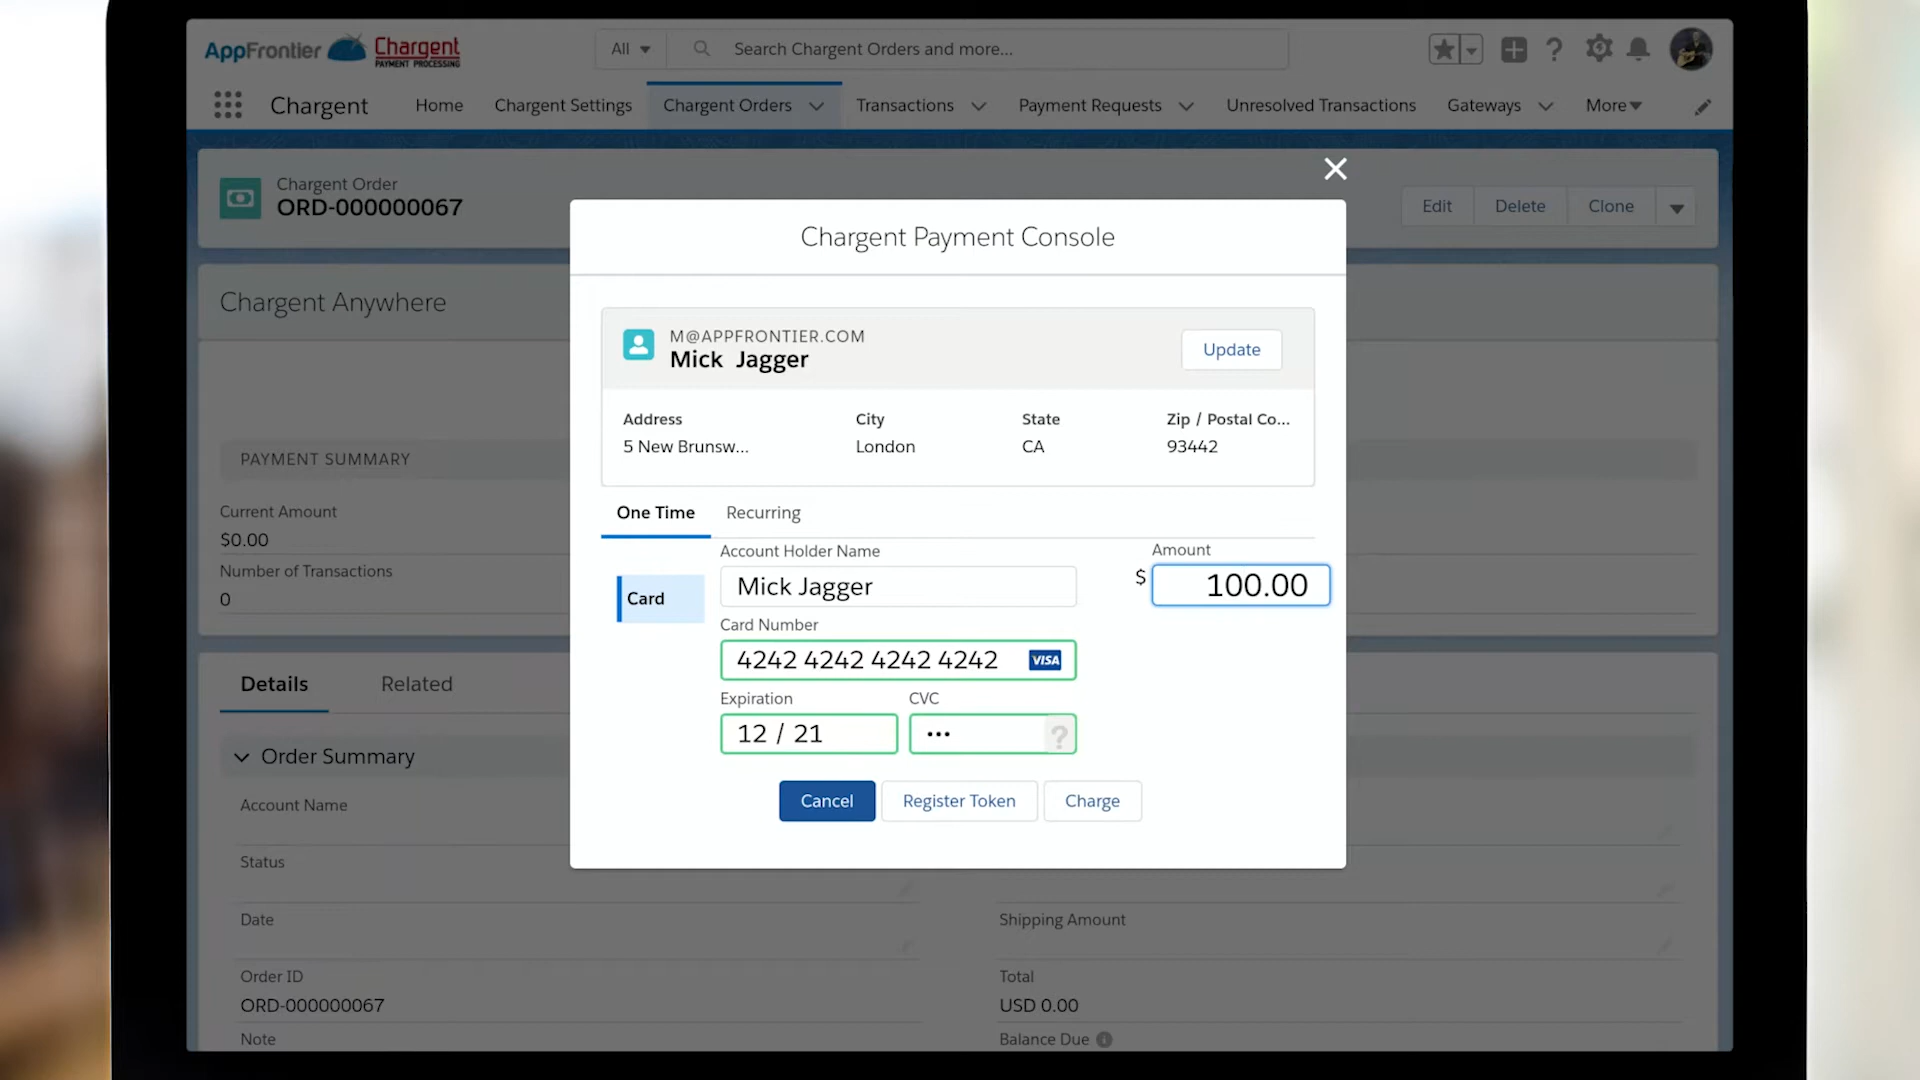 AppFrontier Chargent
PAYMENT PROCESSING
All Search Chargent Orders and more...
Chargent Home Chargent Settings Chargent Orders Transactions Payment Requests Unresolved Transactions Gateways More
Chargent Order
ORD-000000067
Edit Delete Clone
Chargent Payment Console
Chargent Anywhere
M@APPFRONTIER.COM
Mick Jagger
Update
Address City State Zip / Postal Co...
5 New Brunsw... London CA 93442
PAYMENT SUMMARY
Current Amount
$0.00
Number of Transactions
0
One Time Recurring
Account Holder Name Amount
Card Mick Jagger $ 100.00
Card Number
4242 4242 4242 4242 VISA
Expiration CVC
12 / 21 ••• ?
Cancel Register Token Charge
Details Related
Order Summary
Account Name
Status
Date Shipping Amount
Order ID Total
ORD-000000067 USD 0.00
Note Balance Due